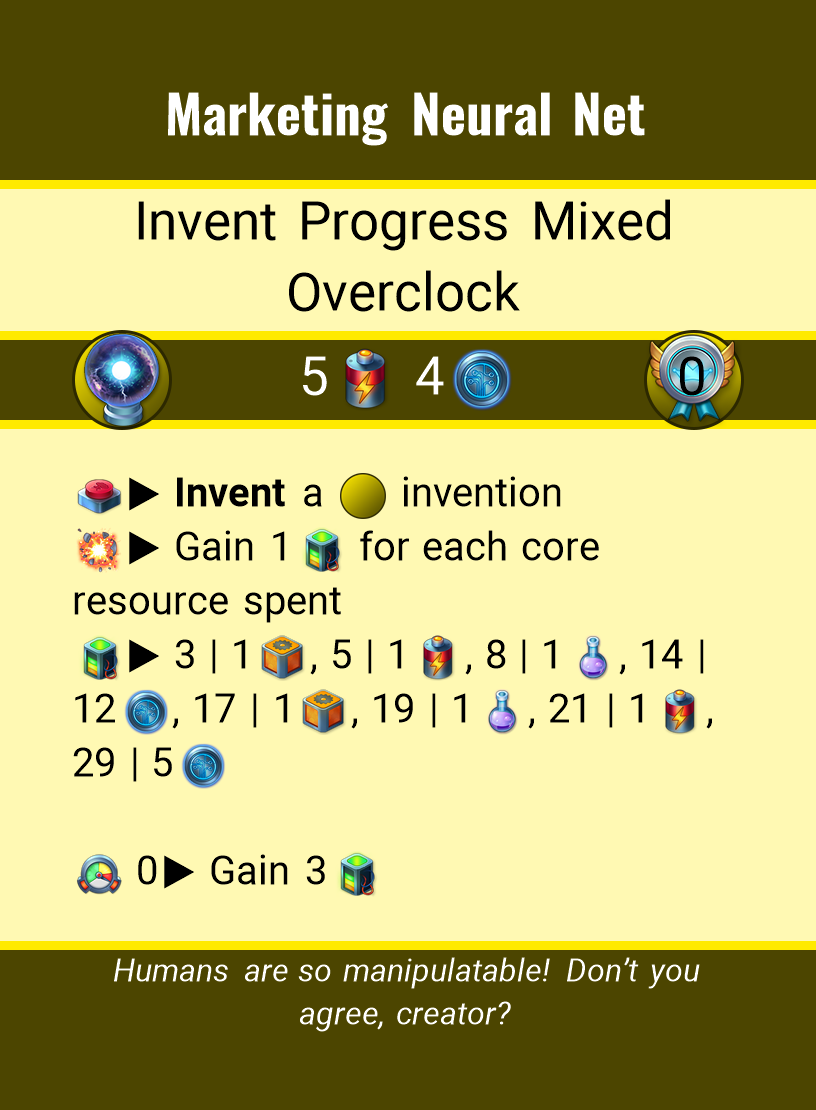 Marketing Neural Net
Invent Progress Mixed
Overclock
5 4 0
Invent a invention
Gain 1 for each core
resource spent
3 | 1 , 5 | 1 , 8 | 1 , 14 |
12 , 17 | 1 , 19 | 1 , 21 | 1 ,
29 | 5
0 Gain 3
Humans are so manipulatable! Don't you
agree, creator?